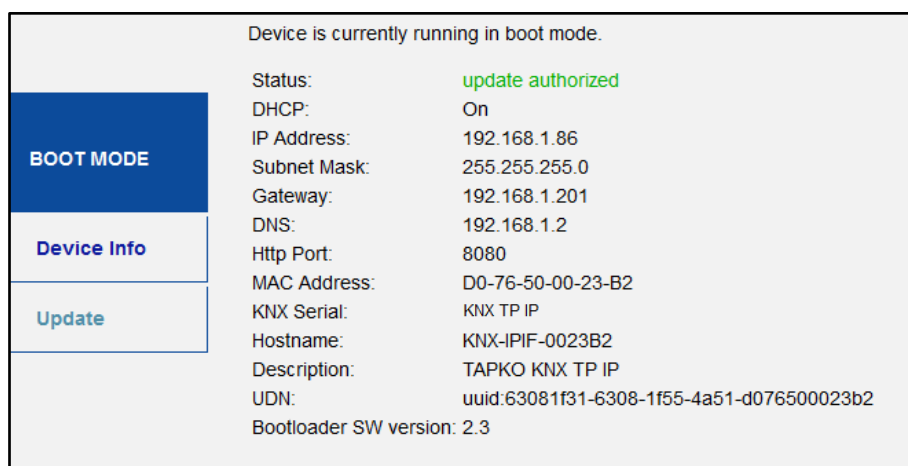 Device is currently running in boot mode.
BOOT MODE
Device Info
Update
Status: update authorized
DHCP: On
IP Address: 192.168.1.86
Subnet Mask: 255.255.255.0
Gateway: 192.168.1.201
DNS: 192.168.1.2
Http Port: 8080
MAC Address: D0-76-50-00-23-B2
KNX Serial: KNX TP IP
Hostname: KNX-IPIF-0023B2
Description: TAPKO KNX TP IP
UDN: uuid:63081f31-6308-1f55-4a51-d076500023b2
Bootloader SW version: 2.3